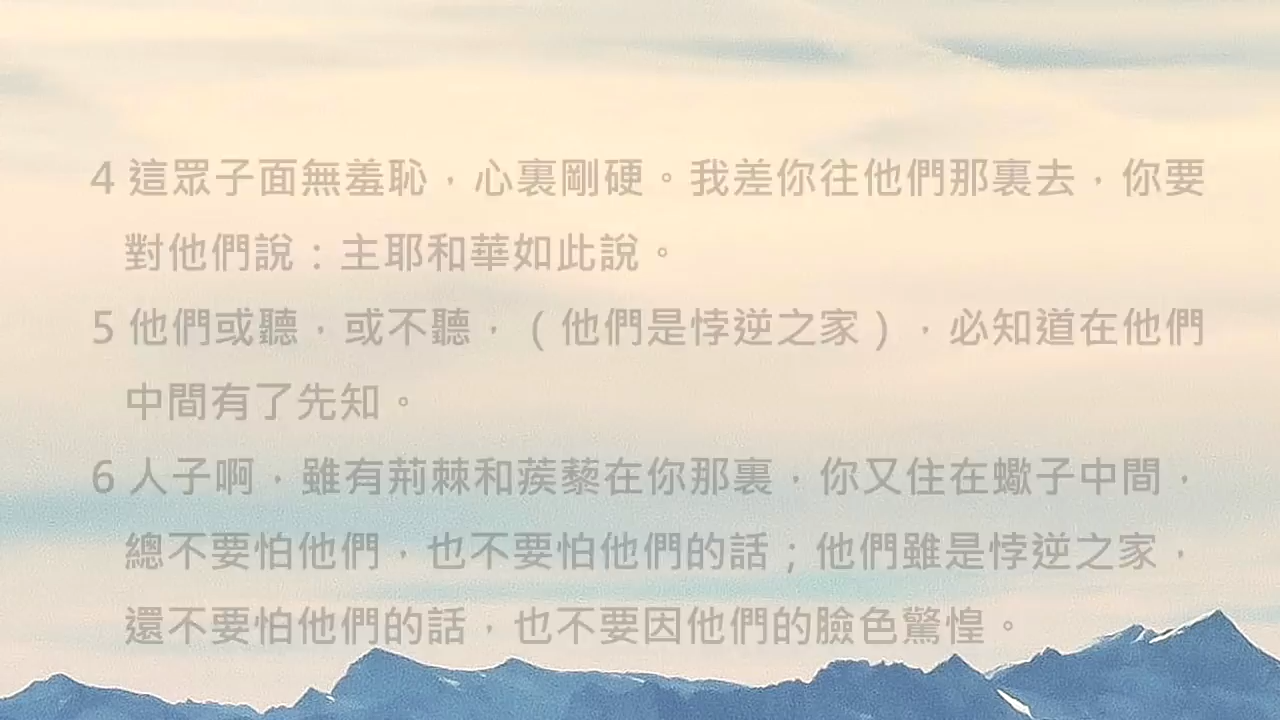 4 這眾子面無羞恥，心裏剛硬。我差你往他們那裏去，你要
對他們說：主耶和華如此說。
5 他們或聽，或不聽，（他們是悖逆之家），必知道在他們
中間有了先知。
6 人子啊，雖有荊棘和蒺藜在你那裏，你又住在蠍子中間，
總不要怕他們，也不要怕他們的話；他們雖是悖逆之家，
還不要怕他們的話，也不要因他們的臉色驚惶。